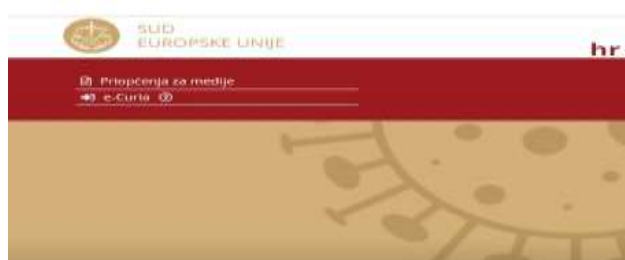 SUD
EUROPSKE UNIJE
hr
Priopćenja za medije
e-Curia